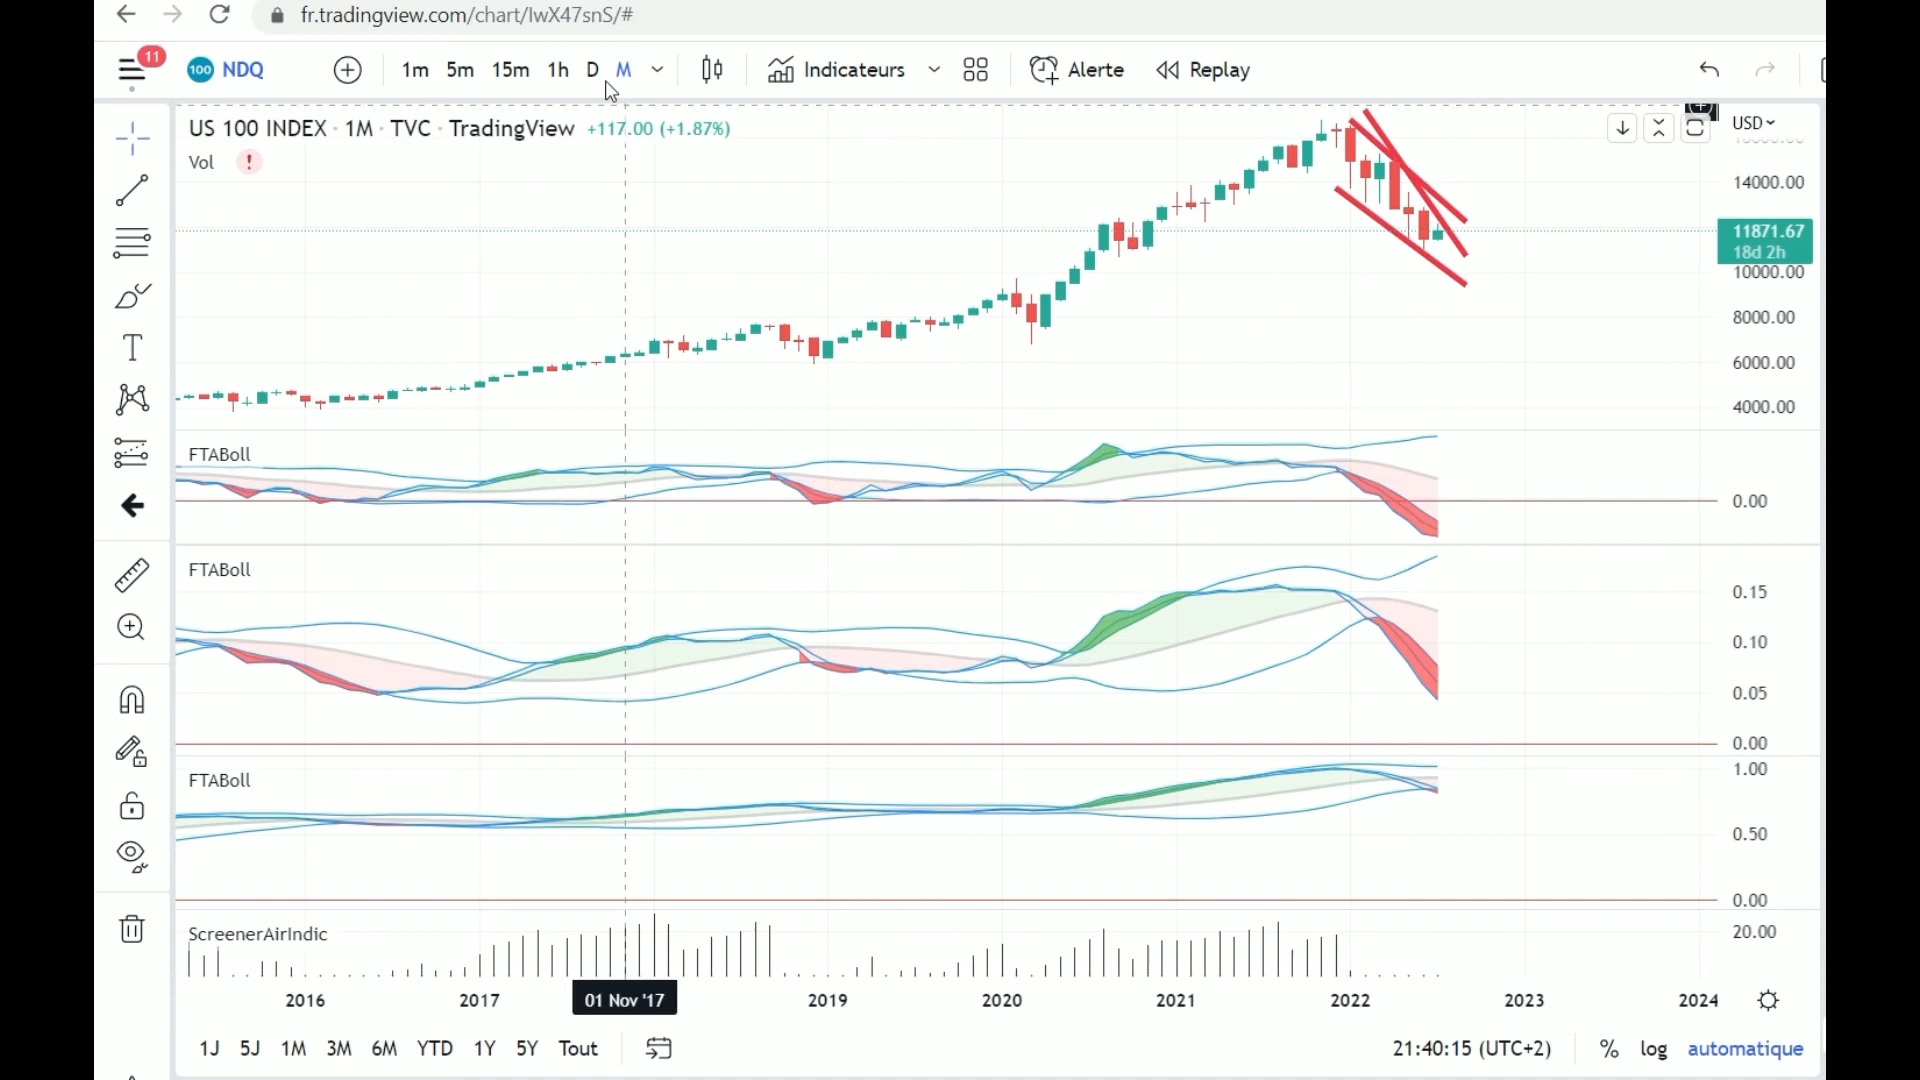 fr.tradingview.com/chart/IwX47snS/#
11
100 NDQ 1m 5m 15m 1h D M Indicateurs Alerte Replay
US 100 INDEX · 1M · TVC · TradingView +117.00 (+1.87%)
USD
Vol !
14000.00
11871.67
18d 2h
10000.00
8000.00
6000.00
4000.00
FTABoll
0.00
FTABoll
0.15
0.10
0.05
0.00
FTABoll
1.00
0.50
0.00
ScreenerAirIndic
20.00
2016 2017 01 Nov '17 2019 2020 2021 2022 2023 2024
1J 5J 1M 3M 6M YTD 1Y 5Y Tout 21:40:15 (UTC+2) % log automatique